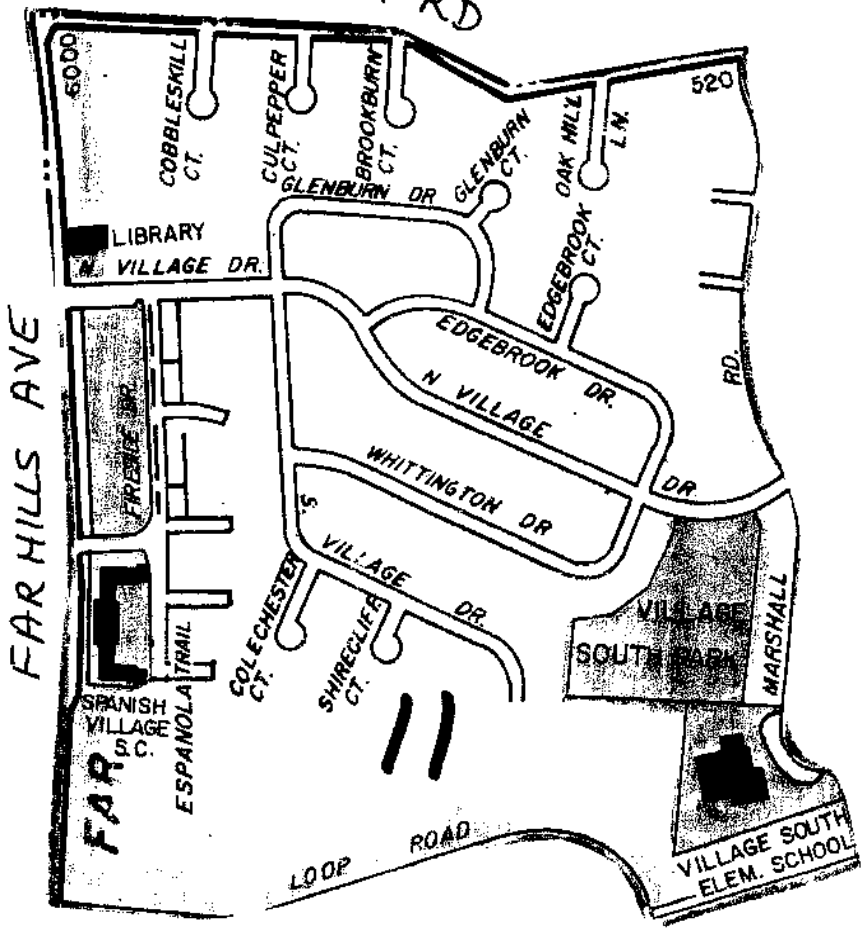 RD
6000
520
COBBLESKILL
CT.
CULPEPPER
CT.
BROOKBURN
CT.
OAK HILL
LN.
GLENBURN DR
GLENBURN
CT.
LIBRARY
N VILLAGE DR.
EDGEBROOK
CT.
EDGEBROOK DR.
FAR HILLS AVE
FIRESIDE DR.
N VILLAGE DR
RD.
WHITTINGTON DR
S. VILLAGE DR.
COLECHESTER
CT.
SHIRECLIFF
CT.
VILLAGE
SOUTH PARK
MARSHALL
SPANISH
VILLAGE
S.C.
ESPANOLA TRAIL
FAR
LOOP ROAD
VILLAGE SOUTH
ELEM. SCHOOL